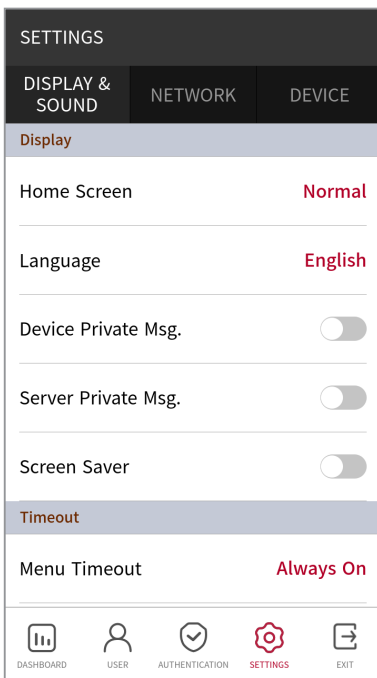 SETTINGS
DISPLAY &
SOUND
NETWORK
DEVICE
Display
Home Screen Normal
Language English
Device Private Msg.
Server Private Msg.
Screen Saver
Timeout
Menu Timeout Always On
DASHBOARD USER AUTHENTICATION SETTINGS EXIT